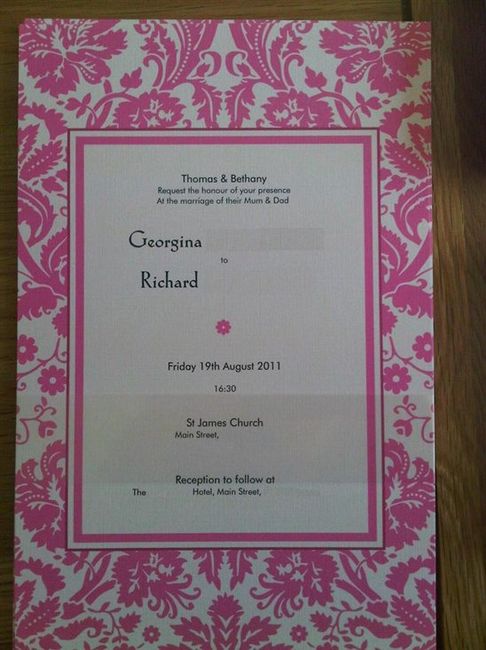 Thomas & Bethany
Request the honour of your presence
At the marriage of their Mum & Dad
Georgina
to
Richard
Friday 19th August 2011
16:30
St James Church
Main Street,
Reception to follow at
The Hotel, Main Street,